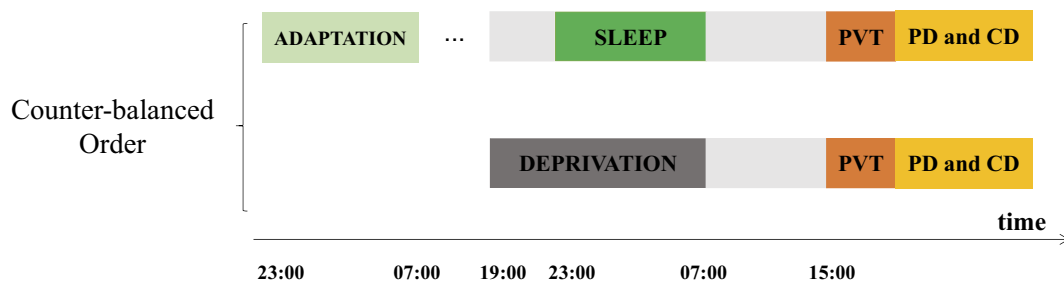 ADAPTATION ... SLEEP PVT PD and CD
Counter-balanced
Order
DEPRIVATION PVT PD and CD
time
23:00 07:00 19:00 23:00 07:00 15:00